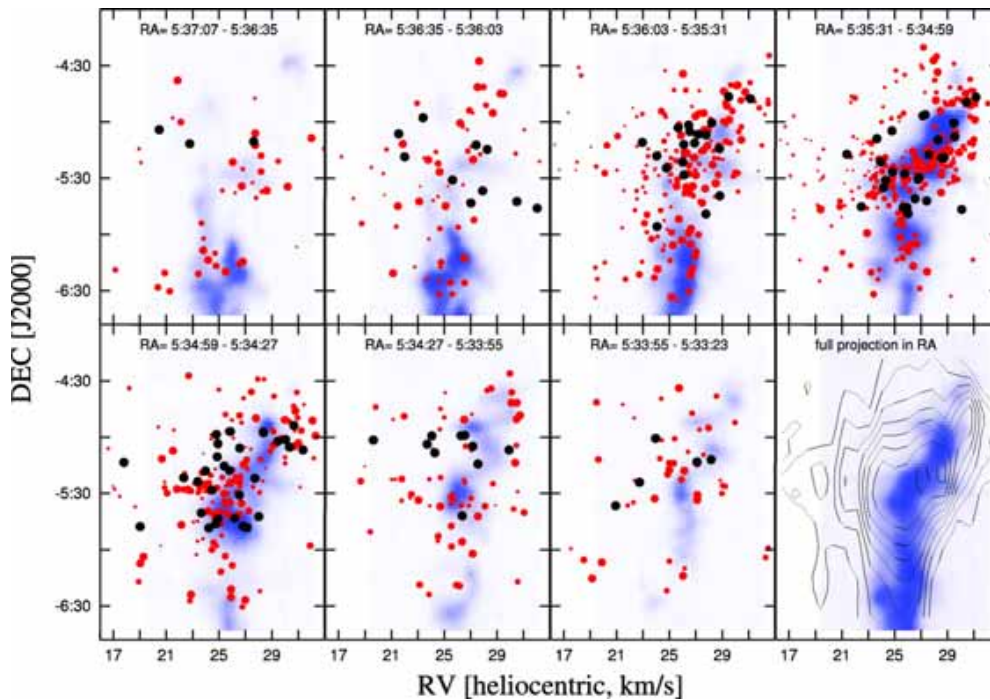 RA= 5:37:07 - 5:36:35
RA= 5:36:35 - 5:36:03
RA= 5:36:03 - 5:35:31
RA= 5:35:31 - 5:34:59
-4:30
-5:30
-6:30
DEC [J2000]
RA= 5:34:59 - 5:34:27
RA= 5:34:27 - 5:33:55
RA= 5:33:55 - 5:33:23
full projection in RA
-4:30
-5:30
-6:30
17 21 25 29 17 21 25 29 17 21 25 29 17 21 25 29
RV [heliocentric, km/s]